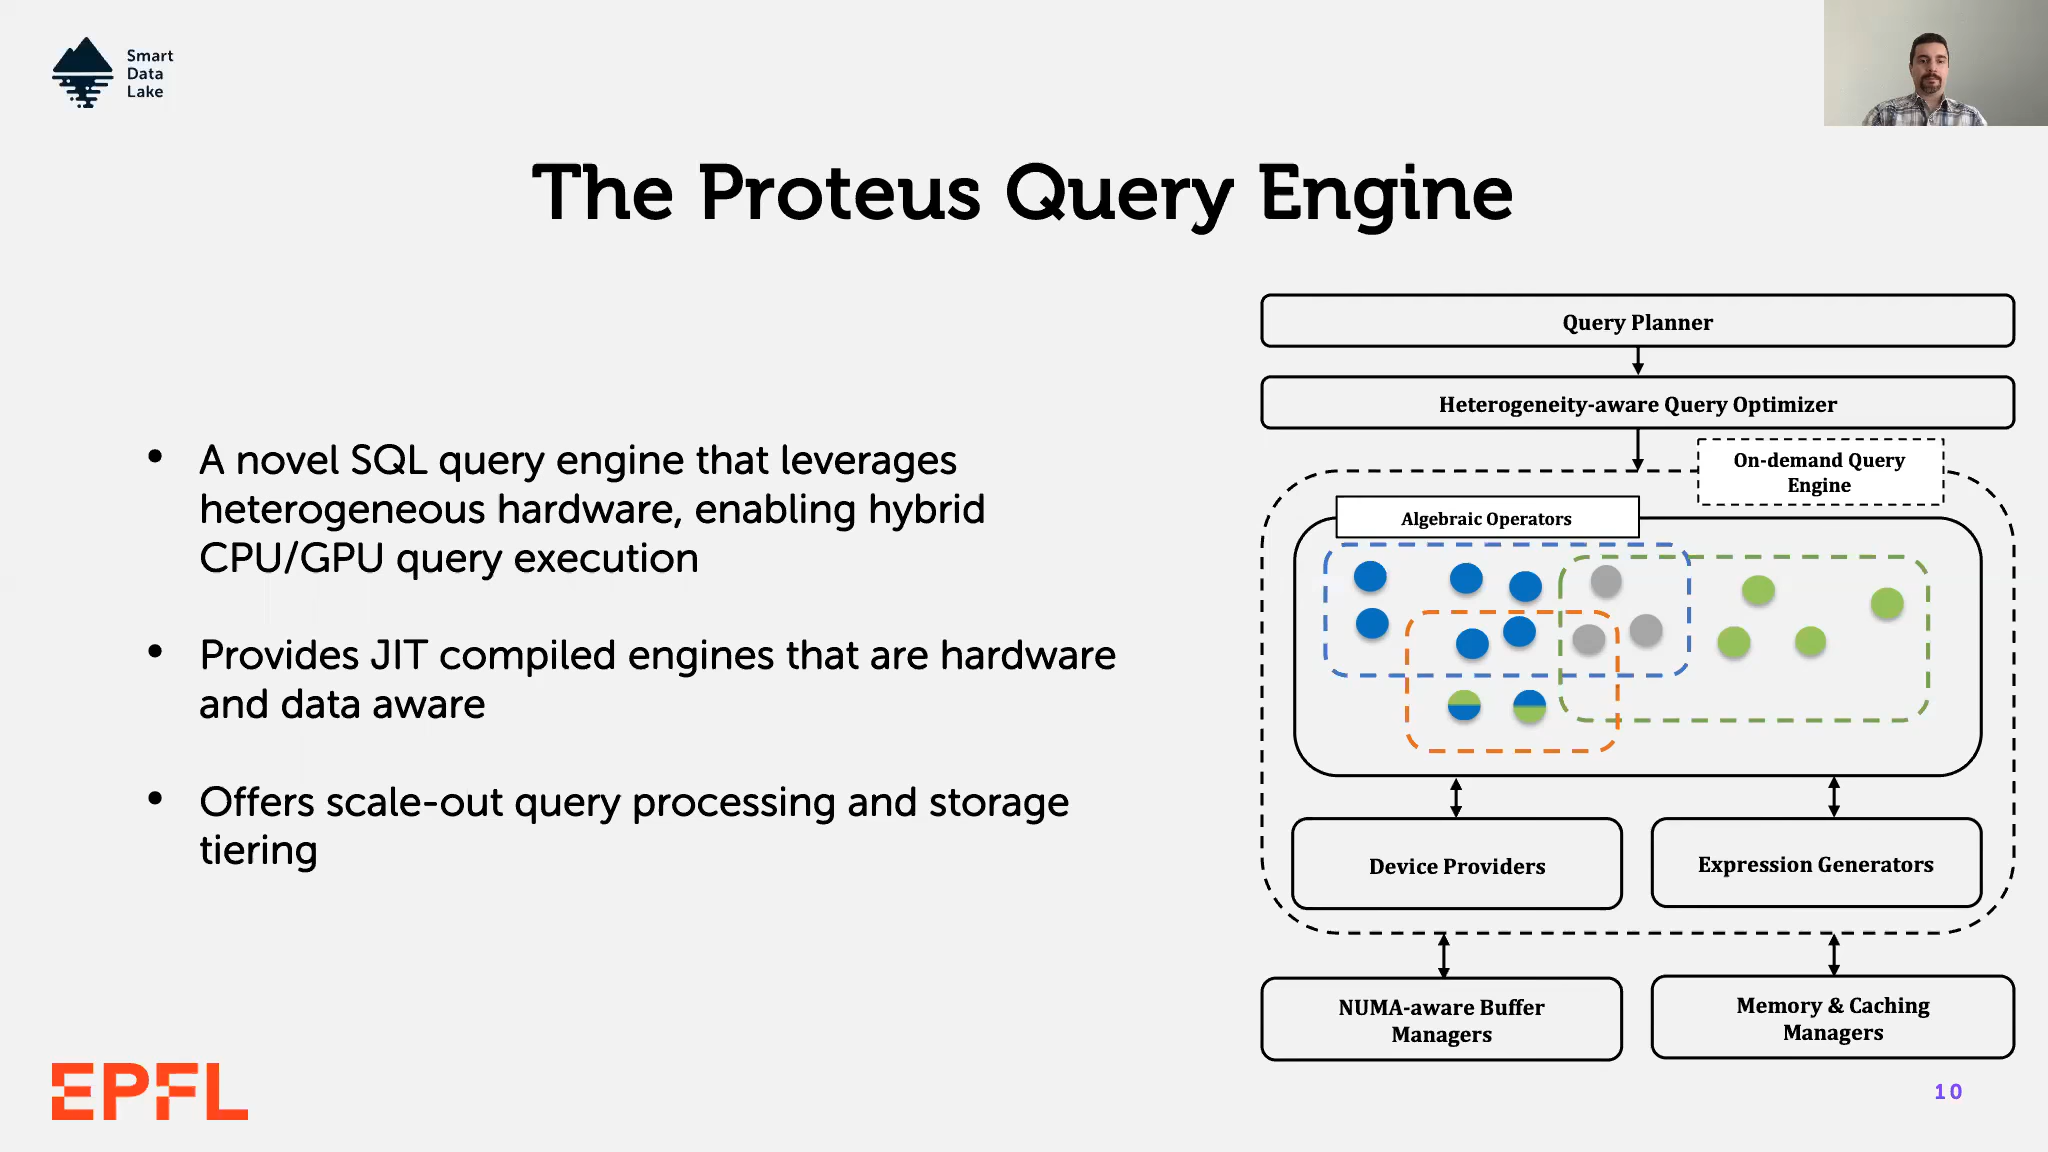 Smart
Data
Lake
The Proteus Query Engine
• A novel SQL query engine that leverages
heterogeneous hardware, enabling hybrid
CPU/GPU query execution
• Provides JIT compiled engines that are hardware
and data aware
• Offers scale-out query processing and storage
tiering
Query Planner
Heterogeneity-aware Query Optimizer
On-demand Query
Engine
Algebraic Operators
Device Providers
Expression Generators
NUMA-aware Buffer
Managers
Memory & Caching
Managers
EPFL
10